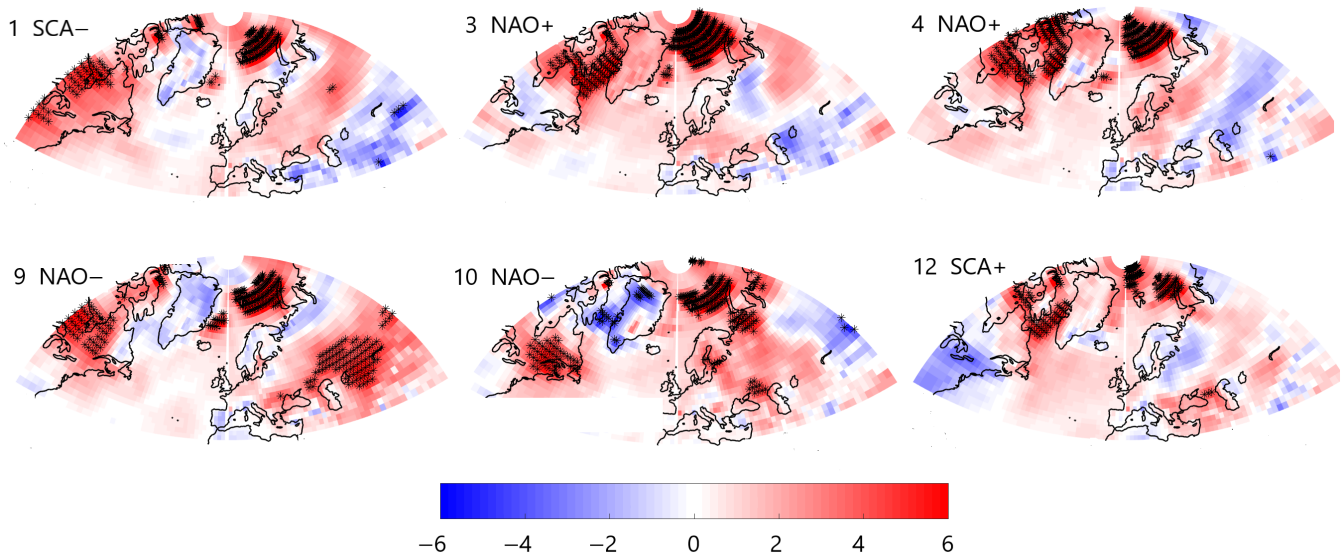 1 SCA−
3 NAO+
4 NAO+
9 NAO−
10 NAO−
12 SCA+
−6 −4 −2 0 2 4 6